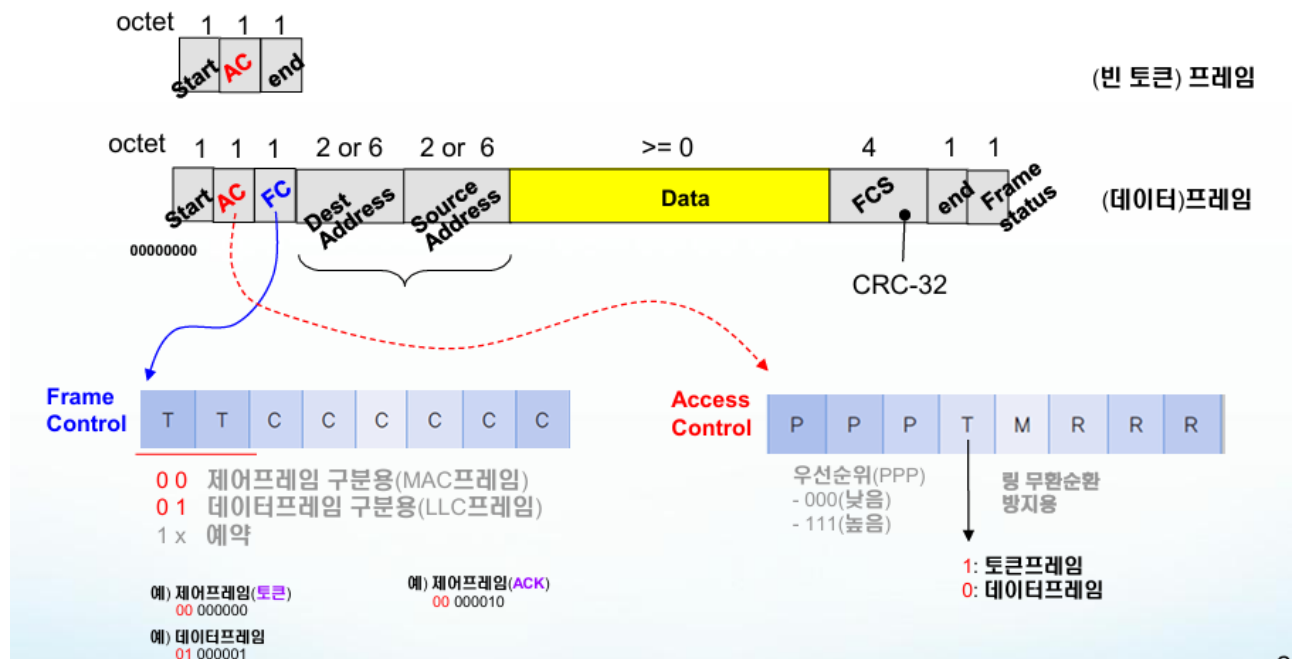 octet 1 1 1
Start AC end
(빈 토큰) 프레임
octet 1 1 1 2 or 6 2 or 6 >= 0 4 1 1
Start AC FC Dest Address Source Address Data FCS end Frame status
(데이터)프레임
00000000
CRC-32
Frame Control
T T C C C C C C
Access Control
P P P T M R R R
0 0 제어프레임 구분용(MAC프레임)
0 1 데이터프레임 구분용(LLC프레임)
1 x 예약
우선순위(PPP)
- 000(낮음)
- 111(높음)
링 무환순환
방지용
1: 토큰프레임
0: 데이터프레임
예) 제어프레임(토큰)
00 000000
예) 제어프레임(ACK)
00 000010
예) 데이터프레임
01 000001